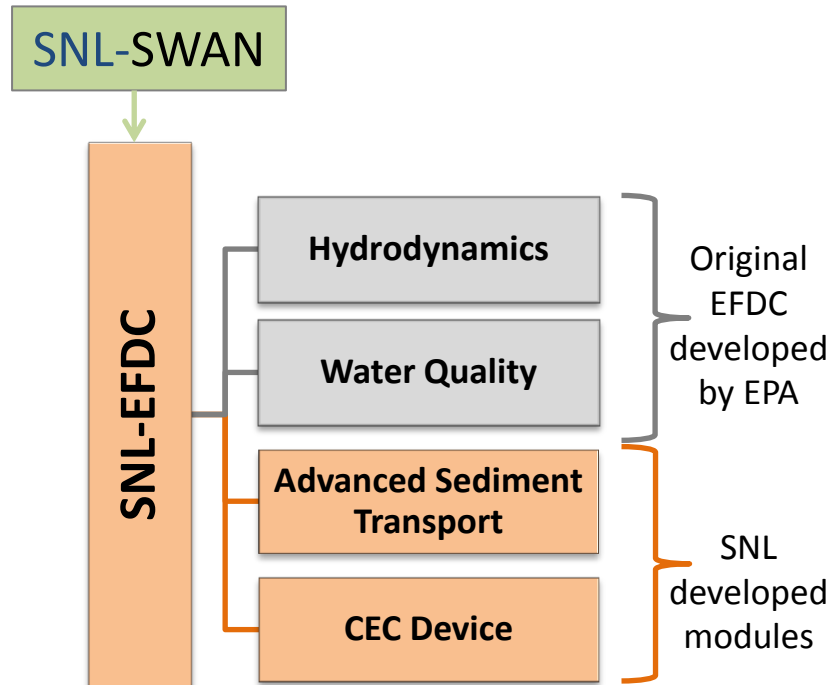 SNL-SWAN
SNL-EFDC
Hydrodynamics
Water Quality
Original
EFDC
developed
by EPA
Advanced Sediment
Transport
CEC Device
SNL
developed
modules